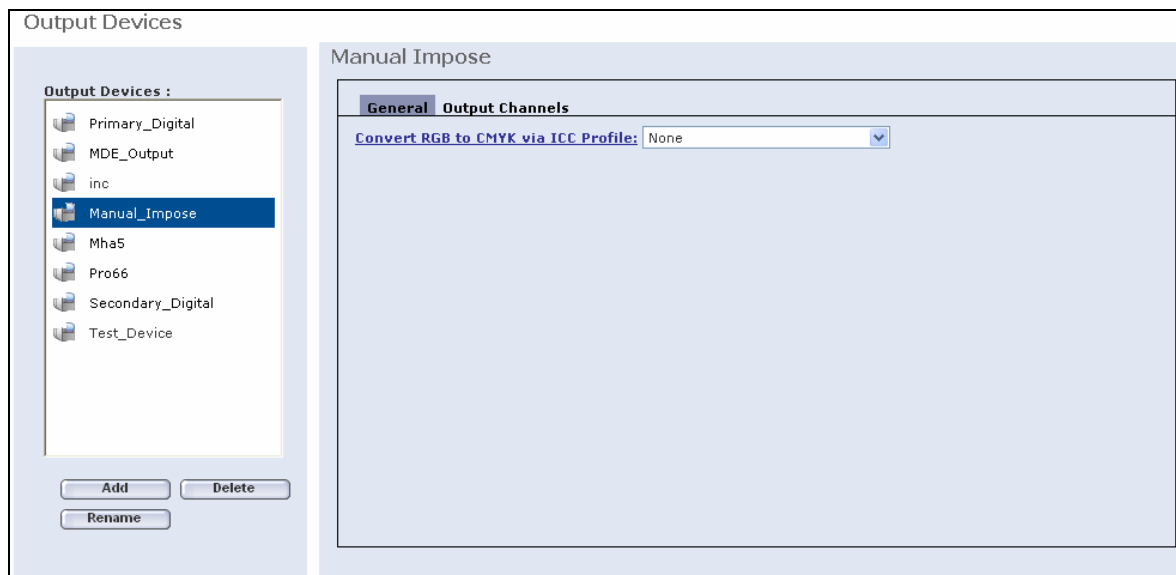 Output Devices
Output Devices :
Primary_Digital
MDE_Output
inc
Manual_Impose
Mha5
Pro66
Secondary_Digital
Test_Device
Add Delete
Rename
Manual Impose
General Output Channels
Convert RGB to CMYK via ICC Profile: None